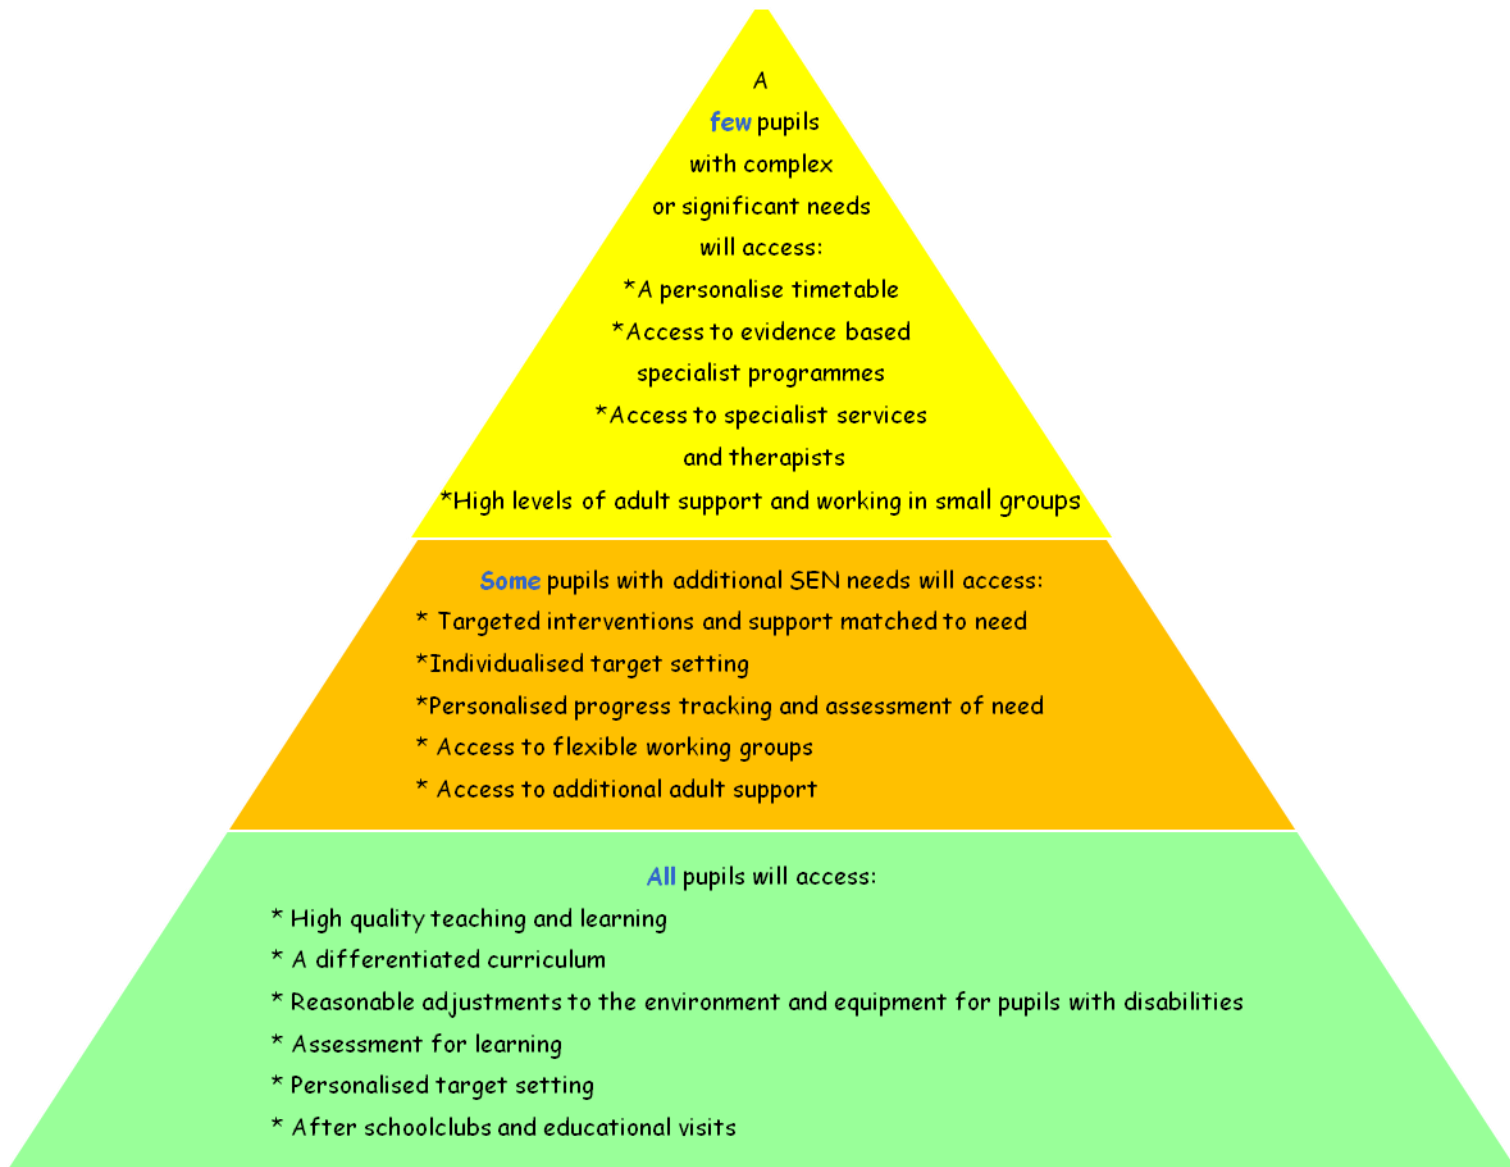 A
few pupils
with complex
or significant needs
will access:
*A personalise timetable
*Access to evidence based
specialist programmes
*Access to specialist services
and therapists
*High levels of adult support and working in small groups
Some pupils with additional SEN needs will access:
* Targeted interventions and support matched to need
*Individualised target setting
*Personalised progress tracking and assessment of need
* Access to flexible working groups
* Access to additional adult support
All pupils will access:
* High quality teaching and learning
* A differentiated curriculum
* Reasonable adjustments to the environment and equipment for pupils with disabilities
* Assessment for learning
* Personalised target setting
* After schoolclubs and educational visits